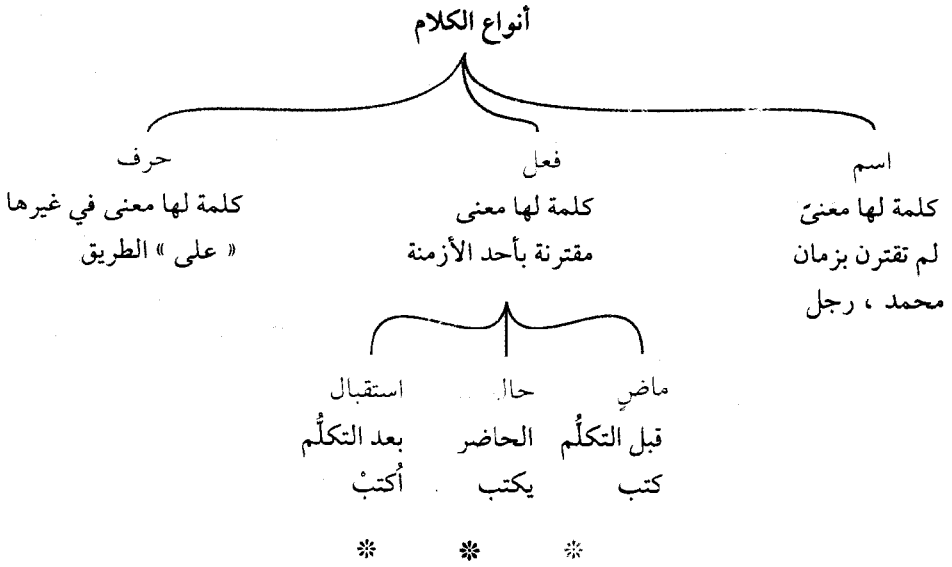 أنواع الكلام
اسم
كلمة لها معنىً
لم تقترن بزمان
محمد ، رجل
فعل
كلمة لها معنى
مقترنة بأحد الأزمنة
حرف
كلمة لها معنى في غيرها
« على » الطريق
ماضٍ
قبل التكلُّم
كتب
حال
الحاضر
يكتب
استقبال
بعد التكلُّم
اُكتبْ